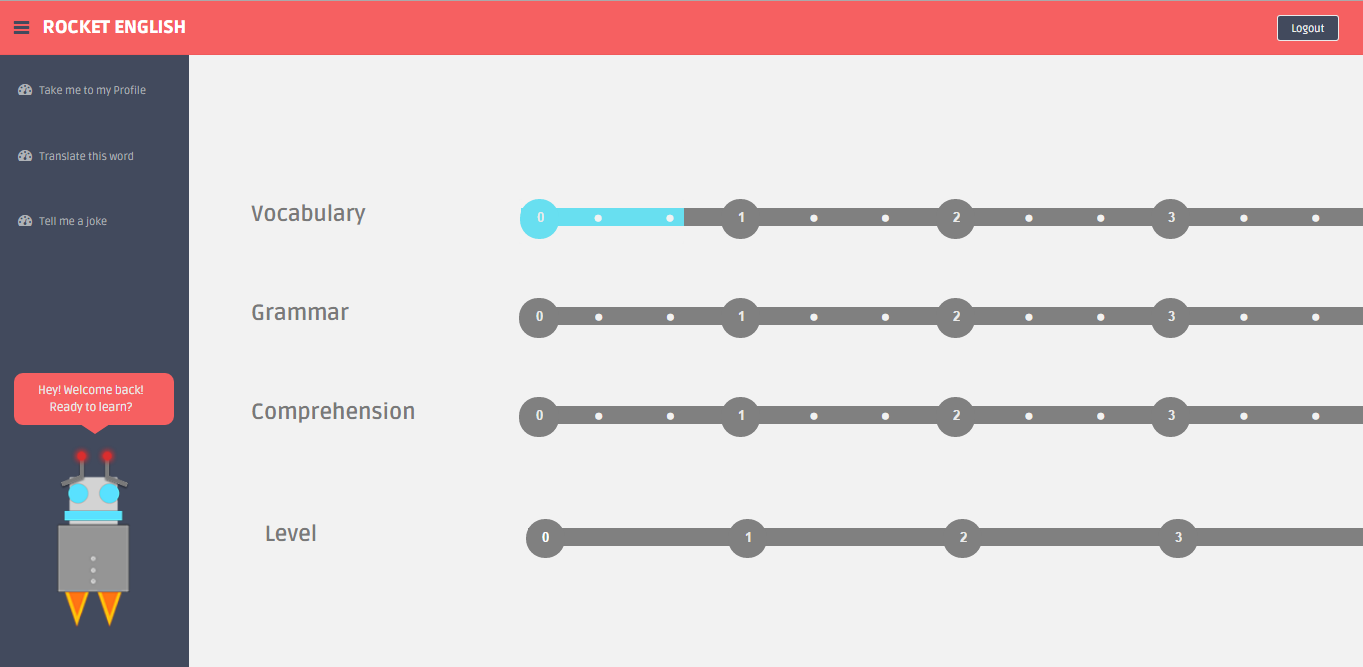 ROCKET ENGLISH
Logout
Take me to my Profile
Translate this word
Tell me a joke
Hey! Welcome back!
Ready to learn?
Vocabulary 0 1 2 3
Grammar 0 1 2 3
Comprehension 0 1 2 3
Level 0 1 2 3